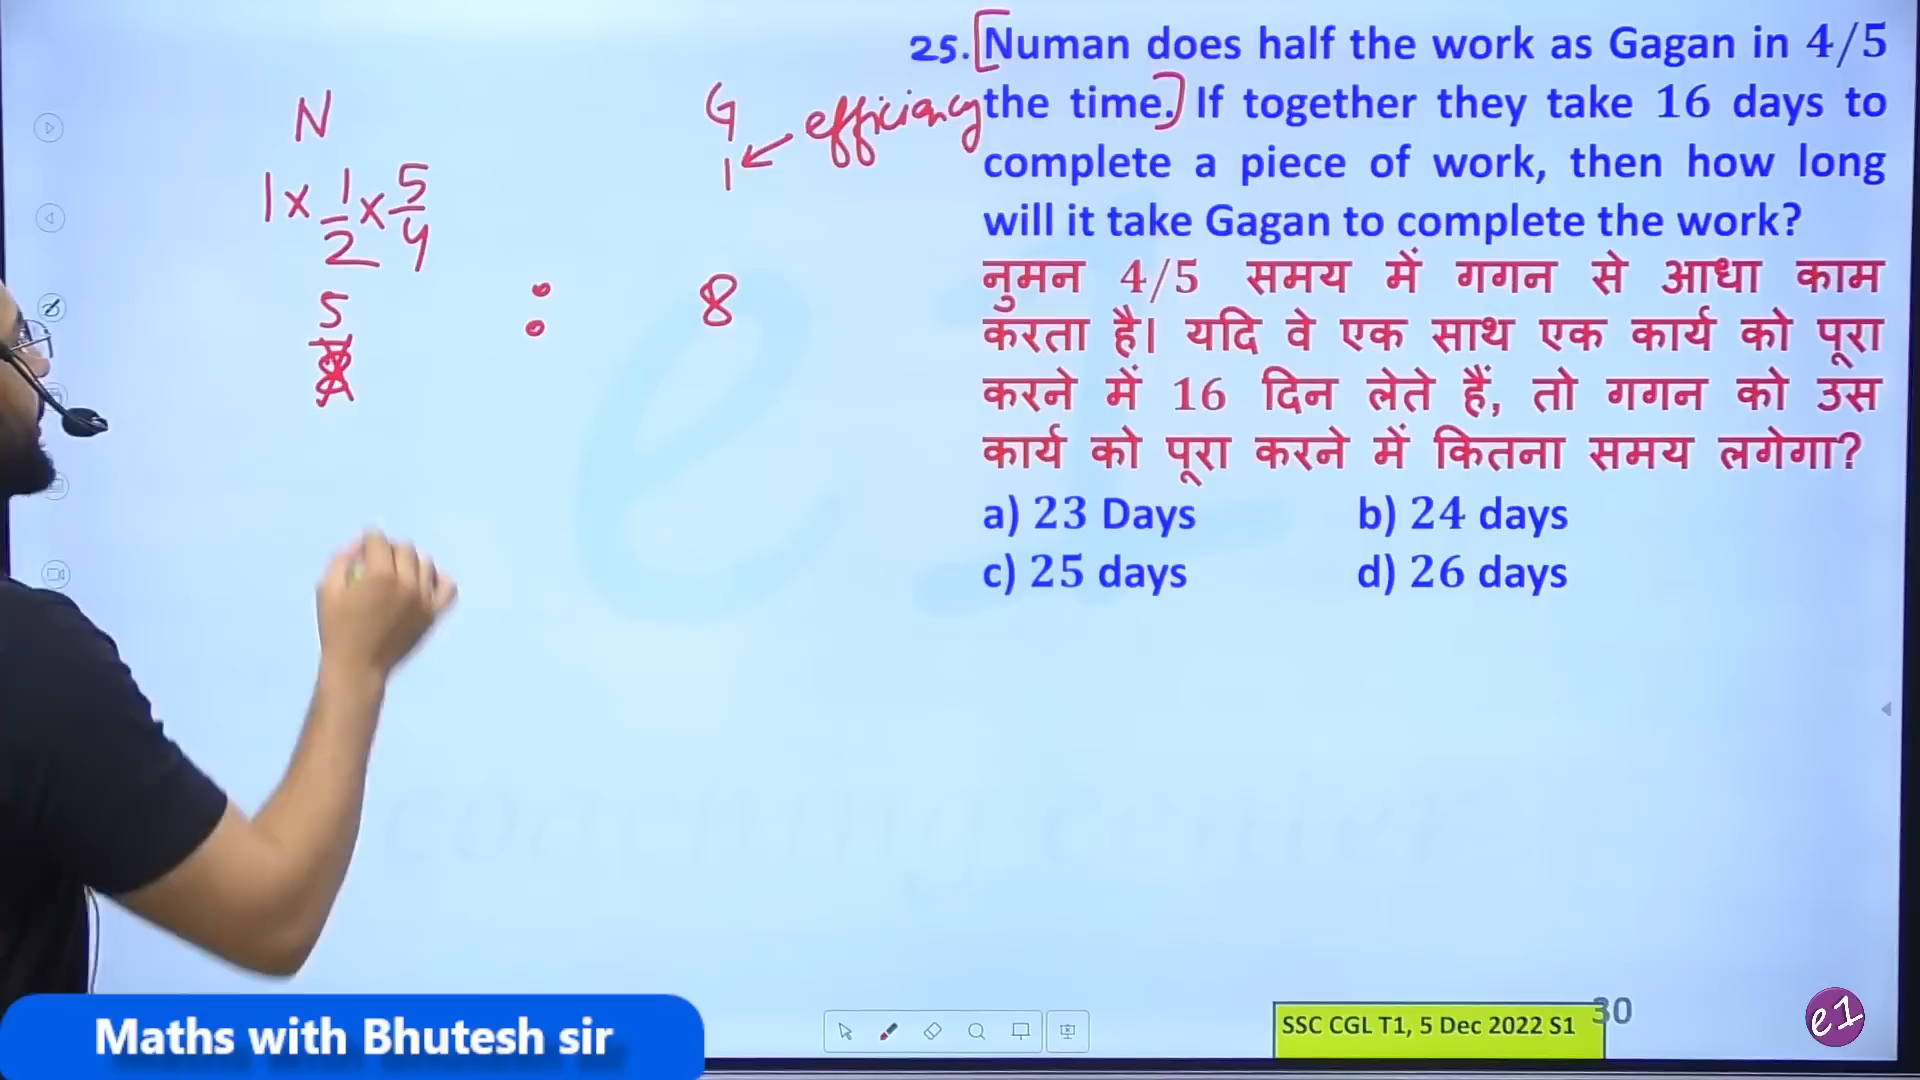 25. Numan does half the work as Gagan in 4/5
the time. If together they take 16 days to
complete a piece of work, then how long
will it take Gagan to complete the work?
नुमन 4/5 समय में गगन से आधा काम
करता है। यदि वे एक साथ एक कार्य को पूरा
करने में 16 दिन लेते हैं, तो गगन को उस
कार्य को पूरा करने में कितना समय लगेगा?
a) 23 Days b) 24 days
c) 25 days d) 26 days
N G efficiency
1 × 1/2 × 5/4 1
5 : 8
e1
coaching center
Maths with Bhutesh sir
SSC CGL T1, 5 Dec 2022 S1 30
e1